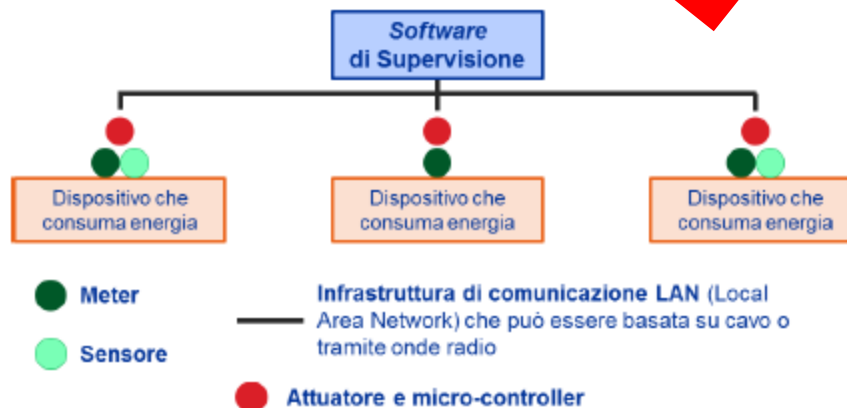 Software
di Supervisione
Dispositivo che
consuma energia
Dispositivo che
consuma energia
Dispositivo che
consuma energia
Meter
Sensore
Infrastruttura di comunicazione LAN (Local
Area Network) che può essere basata su cavo o
tramite onde radio
Attuatore e micro-controller